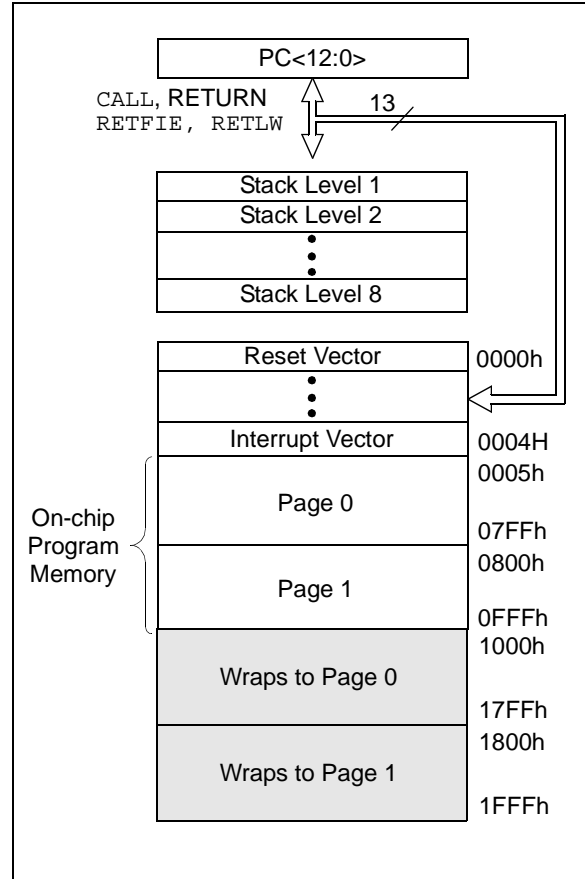 PC<12:0>
CALL, RETURN
RETFIE, RETLW
13
Stack Level 1
Stack Level 2
Stack Level 8
Reset Vector
0000h
Interrupt Vector
0004H
0005h
On-chip
Program
Memory
Page 0
07FFh
0800h
Page 1
0FFFh
1000h
Wraps to Page 0
17FFh
1800h
Wraps to Page 1
1FFFh